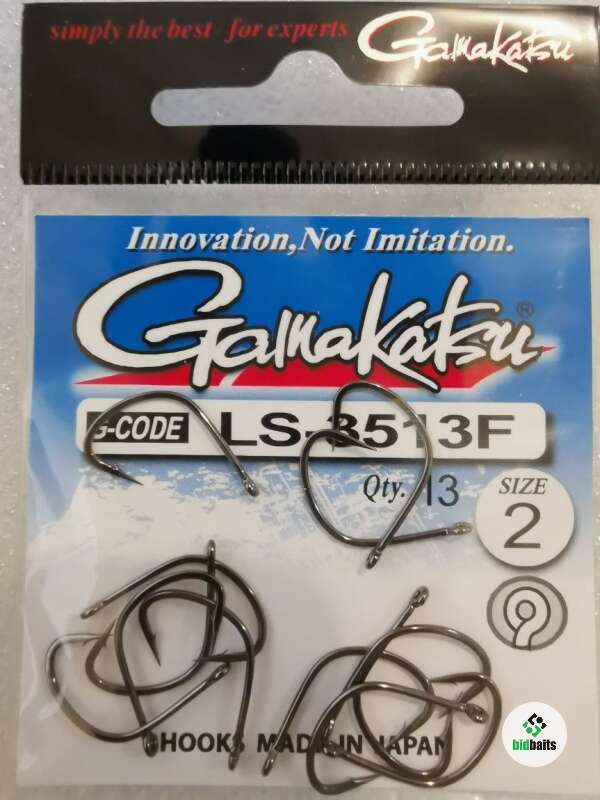 simply the best for experts Gamakatsu
Innovation,Not Imitation.
Gamakatsu ®
G-CODE LS-3513F
Qty. 13 SIZE
2
HOOKS MADE IN JAPAN
bidbaits